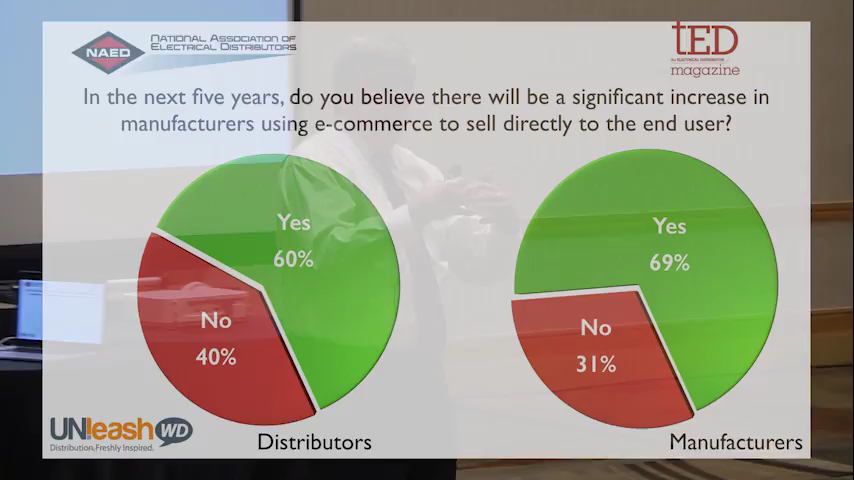 NAED
NATIONAL ASSOCIATION OF
ELECTRICAL DISTRIBUTORS
tED
magazine
In the next five years, do you believe there will be a significant increase in
manufacturers using e-commerce to sell directly to the end user?
Yes
60%
No
40%
Yes
69%
No
31%
UNleashWD
Distribution. Freshly Inspired.
Distributors
Manufacturers